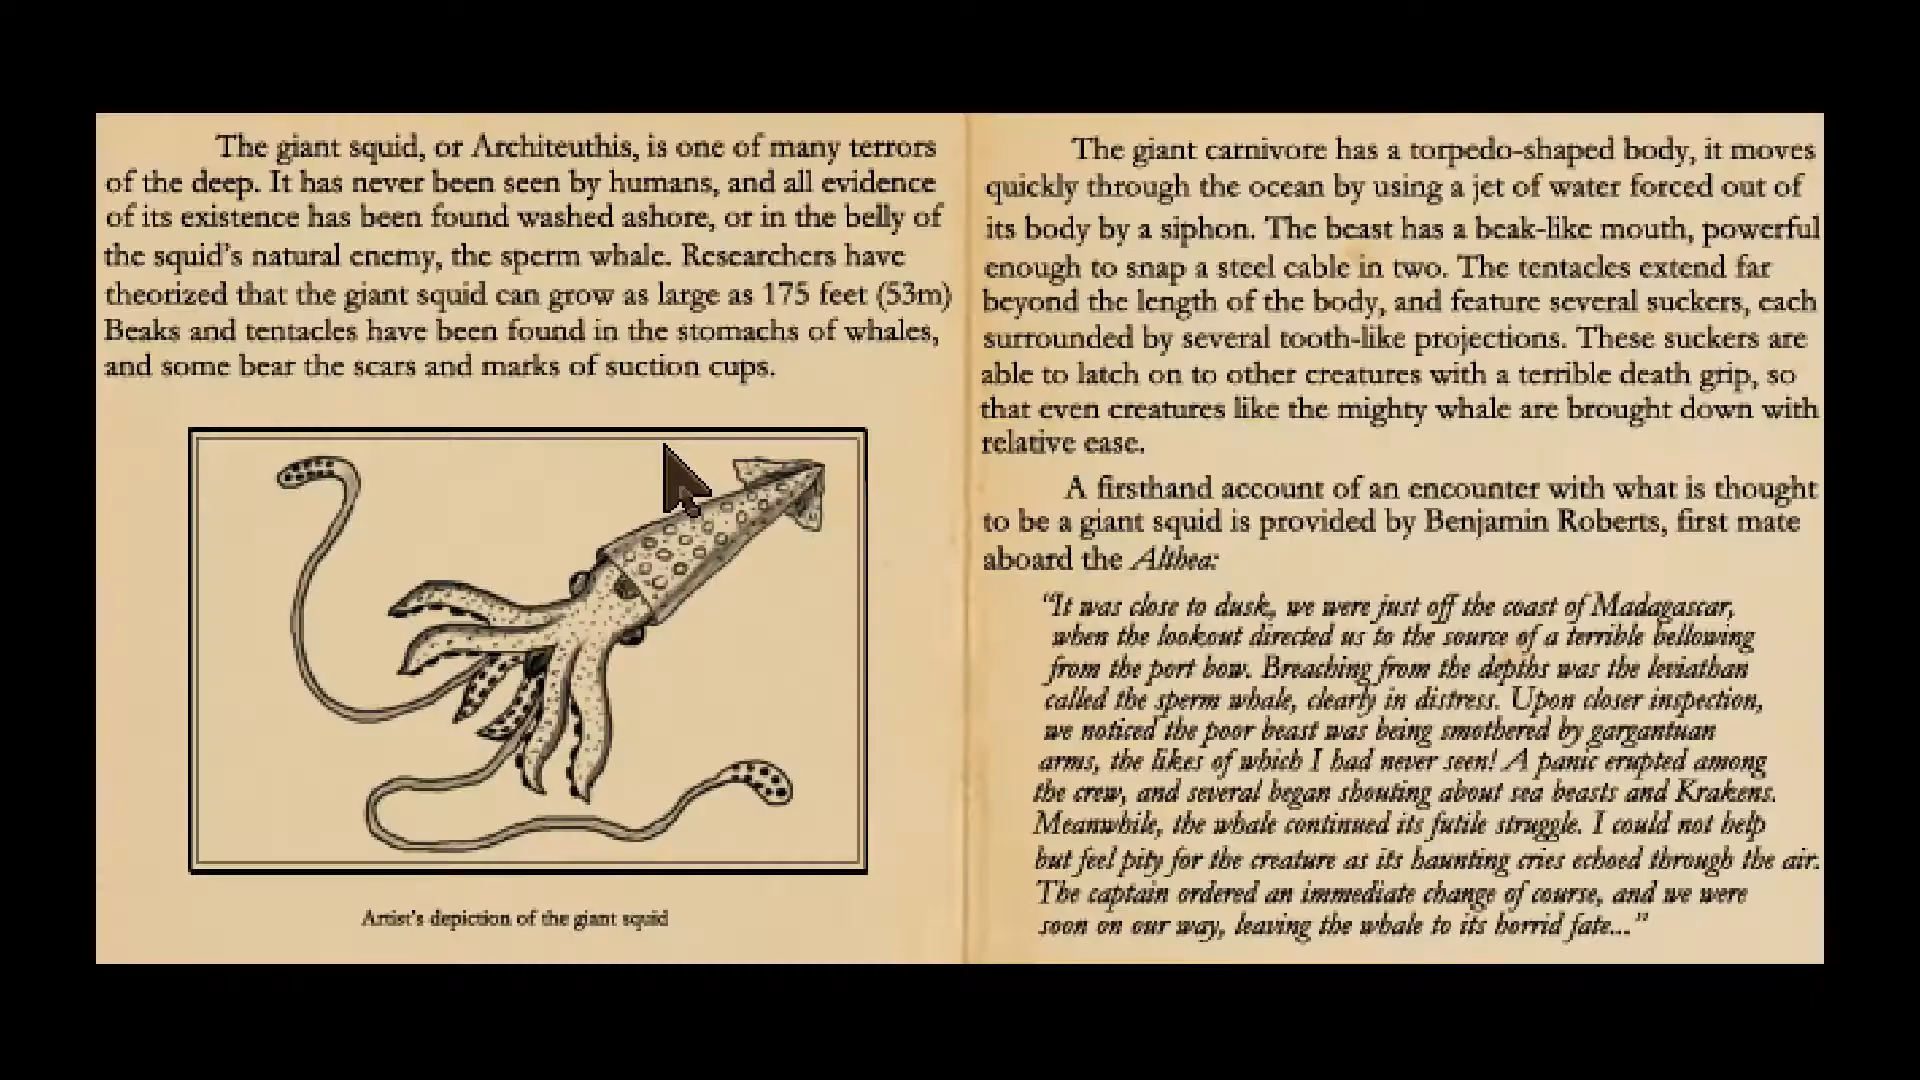 The giant squid, or Architeuthis, is one of many terrors
of the deep. It has never been seen by humans, and all evidence
of its existence has been found washed ashore, or in the belly of
the squid's natural enemy, the sperm whale. Researchers have
theorized that the giant squid can grow as large as 175 feet (53m)
Beaks and tentacles have been found in the stomachs of whales,
and some bear the scars and marks of suction cups.
Artist's depiction of the giant squid
The giant carnivore has a torpedo-shaped body, it moves
quickly through the ocean by using a jet of water forced out of
its body by a siphon. The beast has a beak-like mouth, powerful
enough to snap a steel cable in two. The tentacles extend far
beyond the length of the body, and feature several suckers, each
surrounded by several tooth-like projections. These suckers are
able to latch on to other creatures with a terrible death grip, so
that even creatures like the mighty whale are brought down with
relative ease.
A firsthand account of an encounter with what is thought
to be a giant squid is provided by Benjamin Roberts, first mate
aboard the Althea:
"It was close to dusk, we were just off the coast of Madagascar,
when the lookout directed us to the source of a terrible bellowing
from the port bow. Breaching from the depths was the leviathan
called the sperm whale, clearly in distress. Upon closer inspection,
we noticed the poor beast was being smothered by gargantuan
arms, the likes of which I had never seen! A panic erupted among
the crew, and several began shouting about sea beasts and Krakens.
Meanwhile, the whale continued its futile struggle. I could not help
but feel pity for the creature as its haunting cries echoed through the air.
The captain ordered an immediate change of course, and we were
soon on our way, leaving the whale to its horrid fate..."